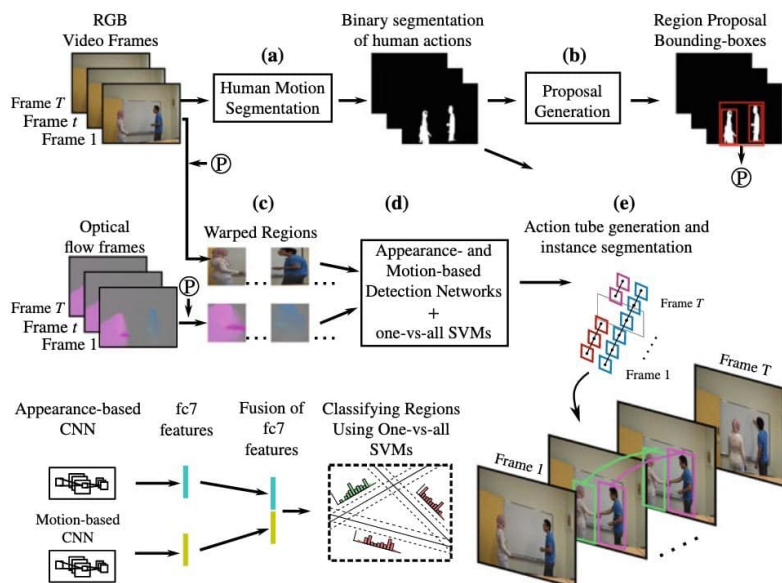 RGB
Video Frames
Frame T
Frame t
Frame 1
(a)
Human Motion
Segmentation
Binary segmentation
of human actions
(b)
Proposal
Generation
Region Proposal
Bounding-boxes
P
P
Optical
flow frames
Frame T
Frame t
Frame 1
P
(c)
Warped Regions
... ...
... ...
(d)
Appearance- and
Motion-based
Detection Networks
+
one-vs-all SVMs
(e)
Action tube generation and
instance segmentation
Frame T
Frame 1
Appearance-based
CNN
Motion-based
CNN
fc7
features
Fusion of
fc7
features
Classifying Regions
Using One-vs-all
SVMs
Frame 1
Frame T